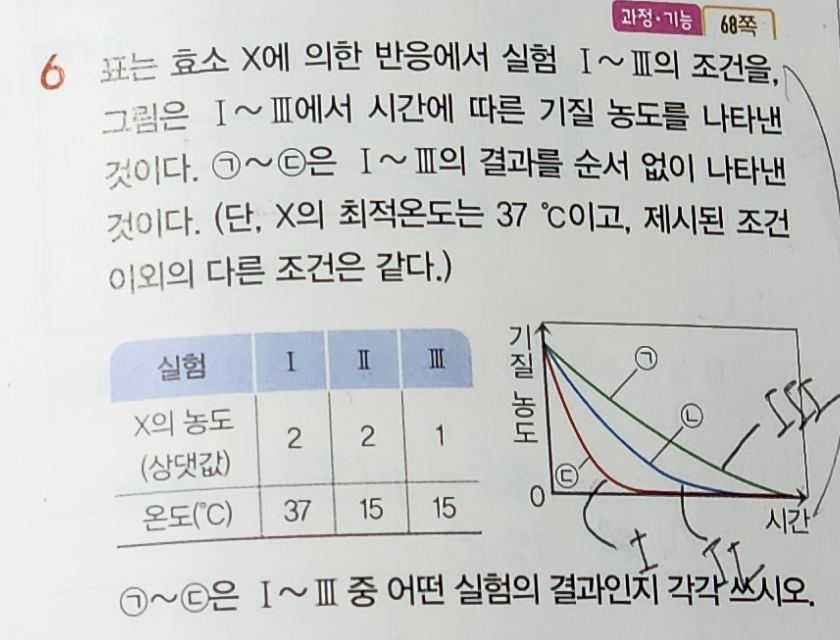 과정·기능 68쪽
6 표는 효소 X에 의한 반응에서 실험 Ⅰ~Ⅲ의 조건을,
그림은 Ⅰ~Ⅲ에서 시간에 따른 기질 농도를 나타낸
것이다. ㉠~㉢은 Ⅰ~Ⅲ의 결과를 순서 없이 나타낸
것이다. (단, X의 최적온도는 37 ℃이고, 제시된 조건
이외의 다른 조건은 같다.)
실험 Ⅰ Ⅱ Ⅲ
X의 농도
(상댓값) 2 2 1
온도(℃) 37 15 15
기질 농도
㉠
㉡
㉢
III
0
시간
I
II
㉠~㉢은 Ⅰ~Ⅲ 중 어떤 실험의 결과인지 각각 쓰시오.